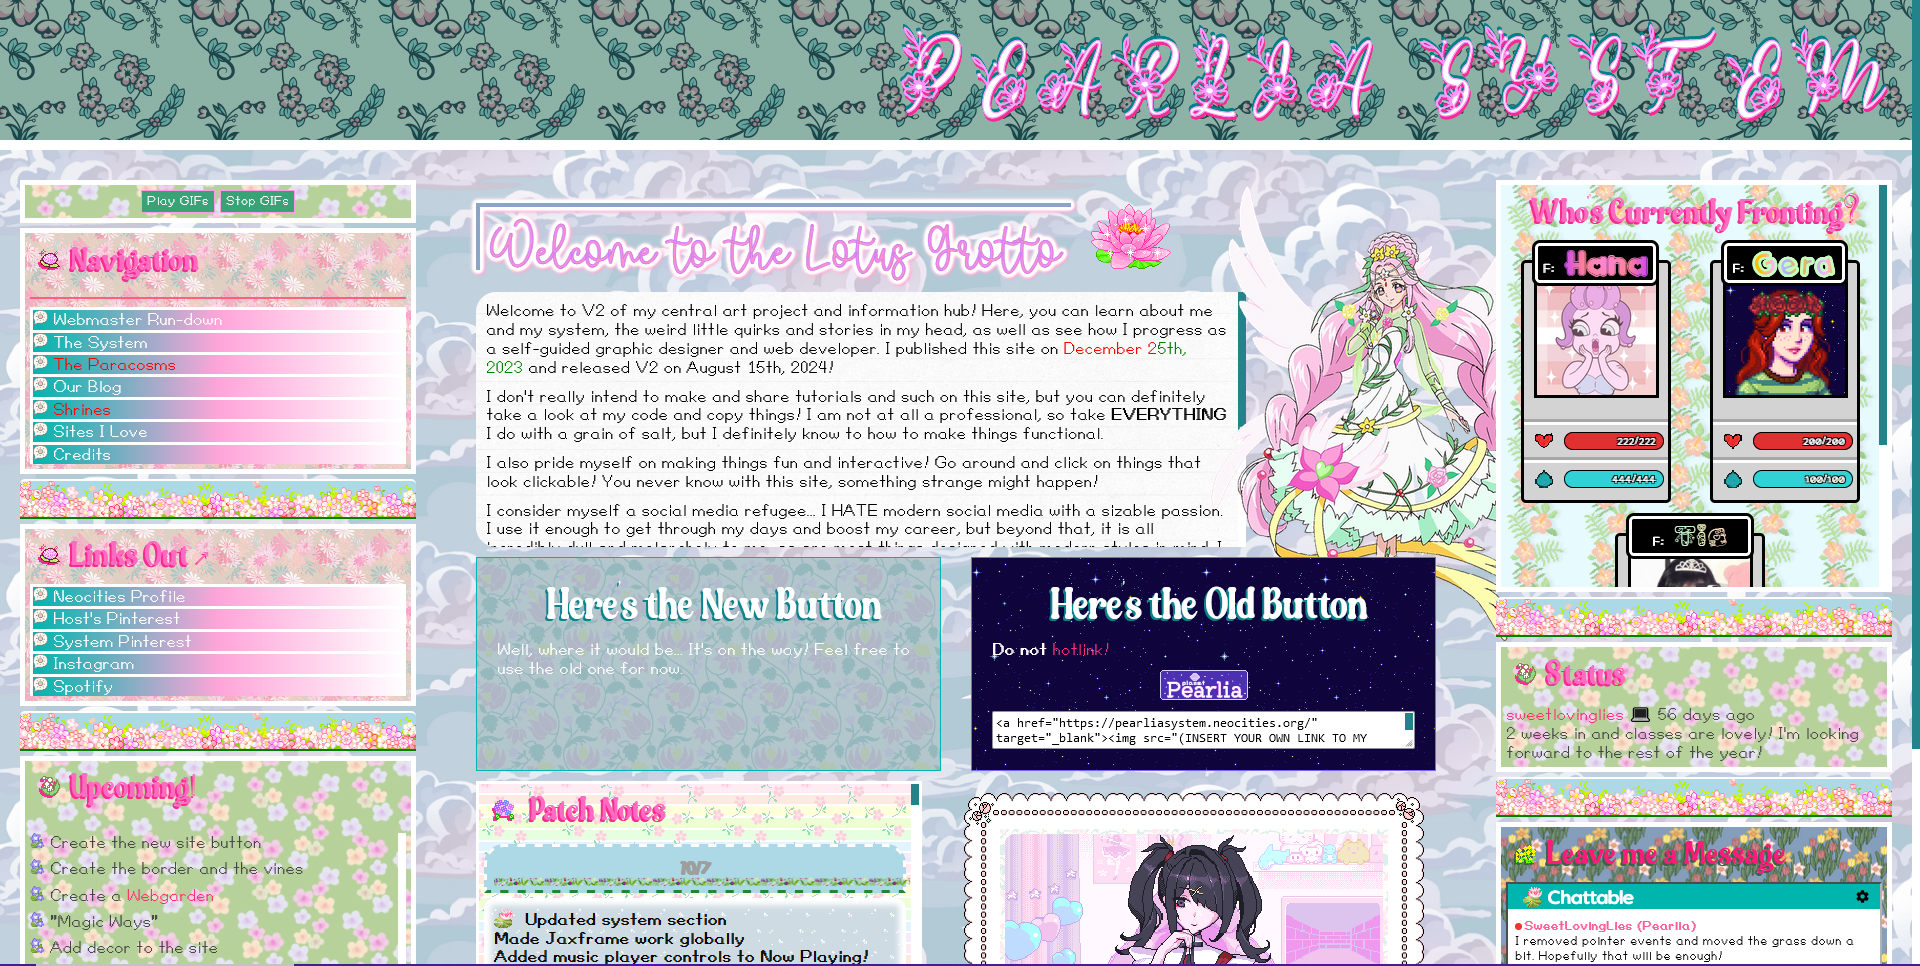 PEARLIA SYSTEM
Play GIFs Stop GIFs
Navigation
Webmaster Run-down
The System
The Paracosms
Our Blog
Shrines
Sites I Love
Credits
Links Out
Neocities Profile
Host's Pinterest
System Pinterest
Instagram
Spotify
Upcoming!
Create the new site button
Create the border and the vines
Create a Webgarden
"Magic Ways"
Add decor to the site
Welcome to the Lotus Grotto
Welcome to V2 of my central art project and information hub! Here, you can learn about me
and my system, the weird little quirks and stories in my head, as well as see how I progress as
a self-guided graphic designer and web developer. I published this site on December 25th,
2023 and released V2 on August 15th, 2024!
I don't really intend to make and share tutorials and such on this site, but you can definitely
take a look at my code and copy things! I am not at all a professional, so take EVERYTHING
I do with a grain of salt, but I definitely know to how to make things functional.
I also pride myself on making things fun and interactive! Go around and click on things that
look clickable! You never know with this site, something strange might happen!
I consider myself a social media refugee... I HATE modern social media with a sizable passion.
I use it enough to get through my days and boost my career, but beyond that, it is all
Here's the New Button
Well, where it would be... It's on the way! Feel free to
use the old one for now.
Here's the Old Button
Do not hotlink!
planet
Pearlia
<a href="https://pearliasystem.neocities.org/"
target="_blank"><img src="(INSERT YOUR OWN LINK TO MY
Patch Notes
10/7
Updated system section
Made Jaxframe work globally
Added music player controls to Now Playing!
Who's Currently Fronting?
F: Hana
222/222
444/444
F: Gera
200/200
100/100
F: Tia
Status
sweetlovinglies 56 days ago
2 weeks in and classes are lovely! I'm looking
forward to the rest of the year!
Leave me a Message
Chattable
SweetLovingLies (Pearlia)
I removed pointer events and moved the grass down a
bit. Hopefully that will be enough!